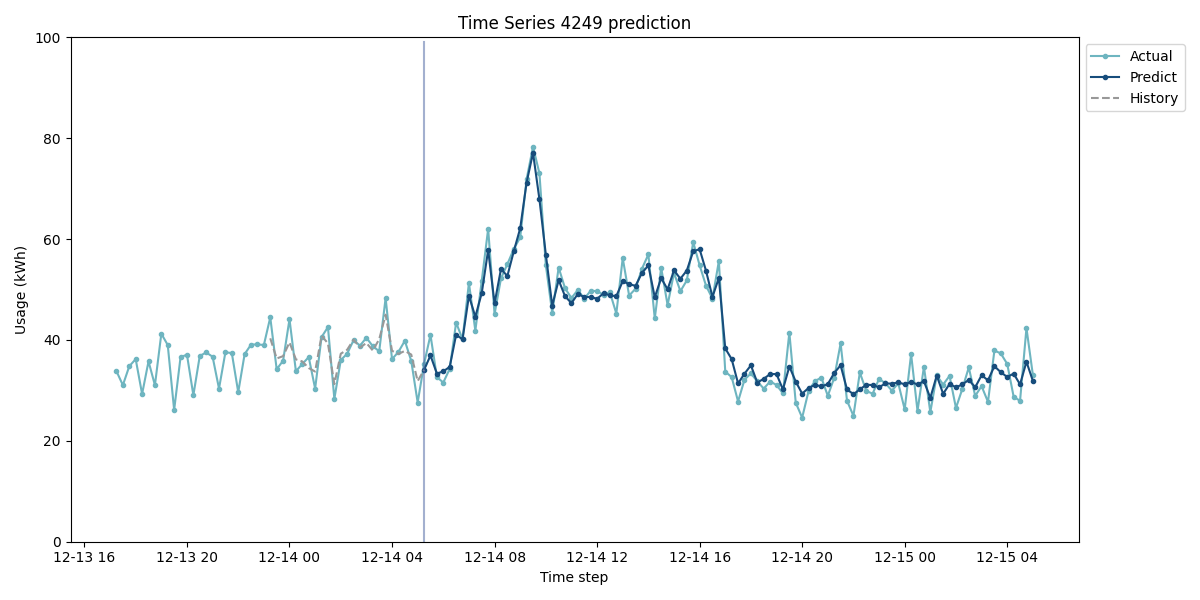 Time Series 4249 prediction
Usage (kWh)
100
80
60
40
20
0
12-13 16
12-13 20
12-14 00
12-14 04
12-14 08
12-14 12
12-14 16
12-14 20
12-15 00
12-15 04
Time step
Actual
Predict
History